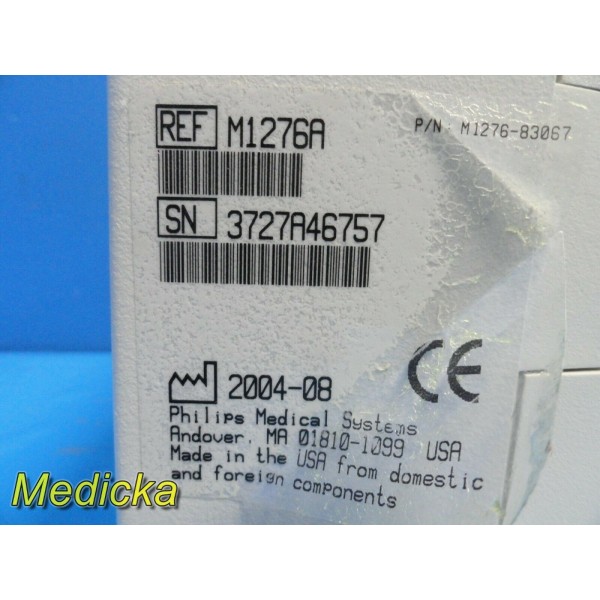 REF M1276A
P/N M1276-83067
SN 3727A46757
2004-08
CE
Philips Medical Systems
Andover, MA 01810-1099 USA
Made in the USA from domestic
and foreign components
Medicka